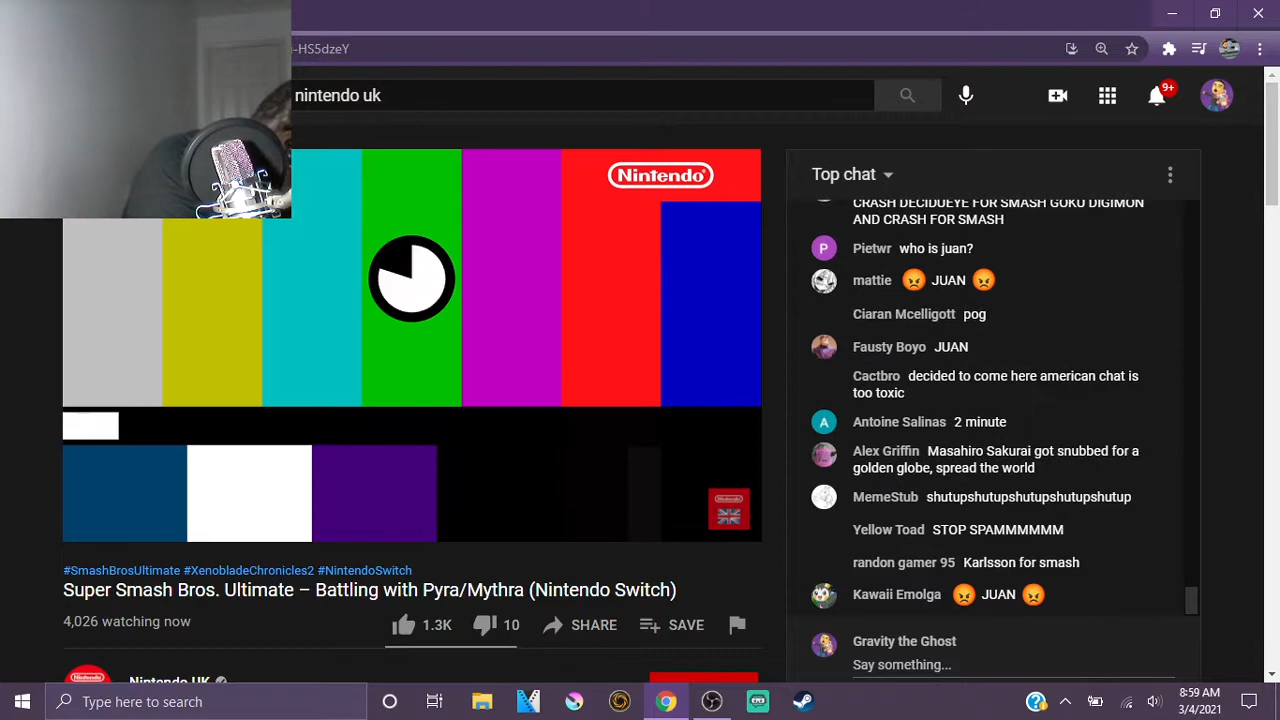 -HS5dzeY
nintendo uk
9+
Nintendo
Top chat
CRASH DECIDUEYE FOR SMASH GOKU DIGIMON
AND CRASH FOR SMASH
P Pietwr who is juan?
mattie 😡 JUAN 😡
Ciaran Mcelligott pog
Fausty Boyo JUAN
Cactbro decided to come here american chat is
too toxic
A Antoine Salinas 2 minute
Alex Griffin Masahiro Sakurai got snubbed for a
golden globe, spread the world
MemeStub shutupshutupshutupshutupshutup
Yellow Toad STOP SPAMMMMMM
randon gamer 95 Karlsson for smash
Kawaii Emolga 😡 JUAN 😡
Gravity the Ghost
Say something...
Nintendo
#SmashBrosUltimate #XenobladeChronicles2 #NintendoSwitch
Super Smash Bros. Ultimate – Battling with Pyra/Mythra (Nintendo Switch)
4,026 watching now
1.3K 10 SHARE SAVE
Nintendo UK
Type here to search
8:59 AM
3/4/2021